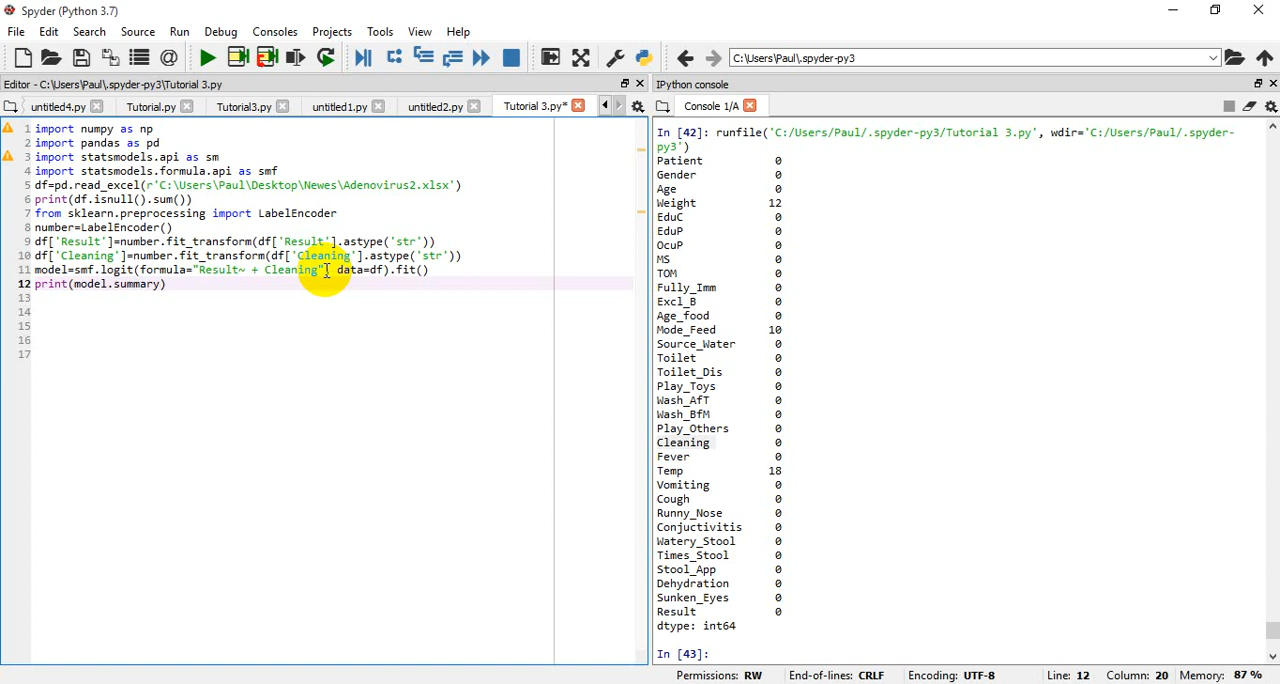 Spyder (Python 3.7)
File Edit Search Source Run Debug Consoles Projects Tools View Help
C:\Users\Paul\.spyder-py3
Editor - C:\Users\Paul\.spyder-py3\Tutorial 3.py
IPython console
untitled4.py Tutorial.py Tutorial3.py untitled1.py untitled2.py Tutorial 3.py*
Console 1/A
1 import numpy as np
2 import pandas as pd
3 import statsmodels.api as sm
4 import statsmodels.formula.api as smf
5 df=pd.read_excel(r'C:\Users\Paul\Desktop\Newes\Adenovirus2.xlsx')
6 print(df.isnull().sum())
7 from sklearn.preprocessing import LabelEncoder
8 number=LabelEncoder()
9 df['Result']=number.fit_transform(df['Result'].astype('str'))
10 df['Cleaning']=number.fit_transform(df['Cleaning'].astype('str'))
11 model=smf.logit(formula="Result~ + Cleaning", data=df).fit()
12 print(model.summary)
13
14
15
16
17
In [42]: runfile('C:/Users/Paul/.spyder-py3/Tutorial 3.py', wdir='C:/Users/Paul/.spyder-
py3')
Patient 0
Gender 0
Age 0
Weight 12
EduC 0
EduP 0
OcuP 0
MS 0
TOM 0
Fully_Imm 0
Excl_B 0
Age_food 0
Mode_Feed 10
Source_Water 0
Toilet 0
Toilet_Dis 0
Play_Toys 0
Wash_AfT 0
Wash_BfM 0
Play_Others 0
Cleaning 0
Fever 0
Temp 18
Vomiting 0
Cough 0
Runny_Nose 0
Conjuctivitis 0
Watery_Stool 0
Times_Stool 0
Stool_App 0
Dehydration 0
Sunken_Eyes 0
Result 0
dtype: int64
In [43]:
Permissions: RW End-of-lines: CRLF Encoding: UTF-8 Line: 12 Column: 20 Memory: 87 %